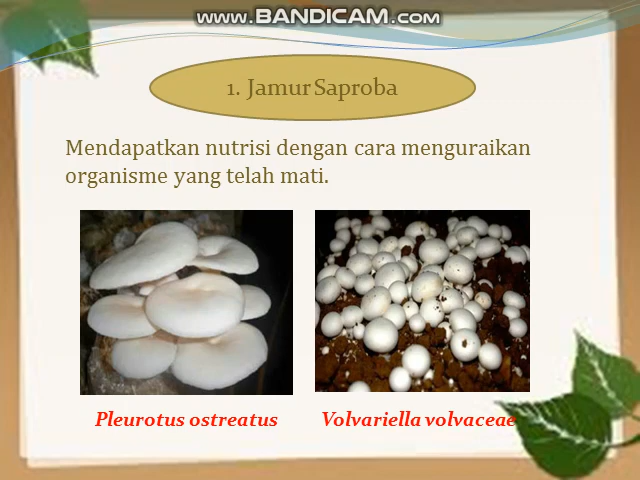 www.BANDICAM.com
1. Jamur Saproba
Mendapatkan nutrisi dengan cara menguraikan
organisme yang telah mati.
Pleurotus ostreatus
Volvariella volvaceae